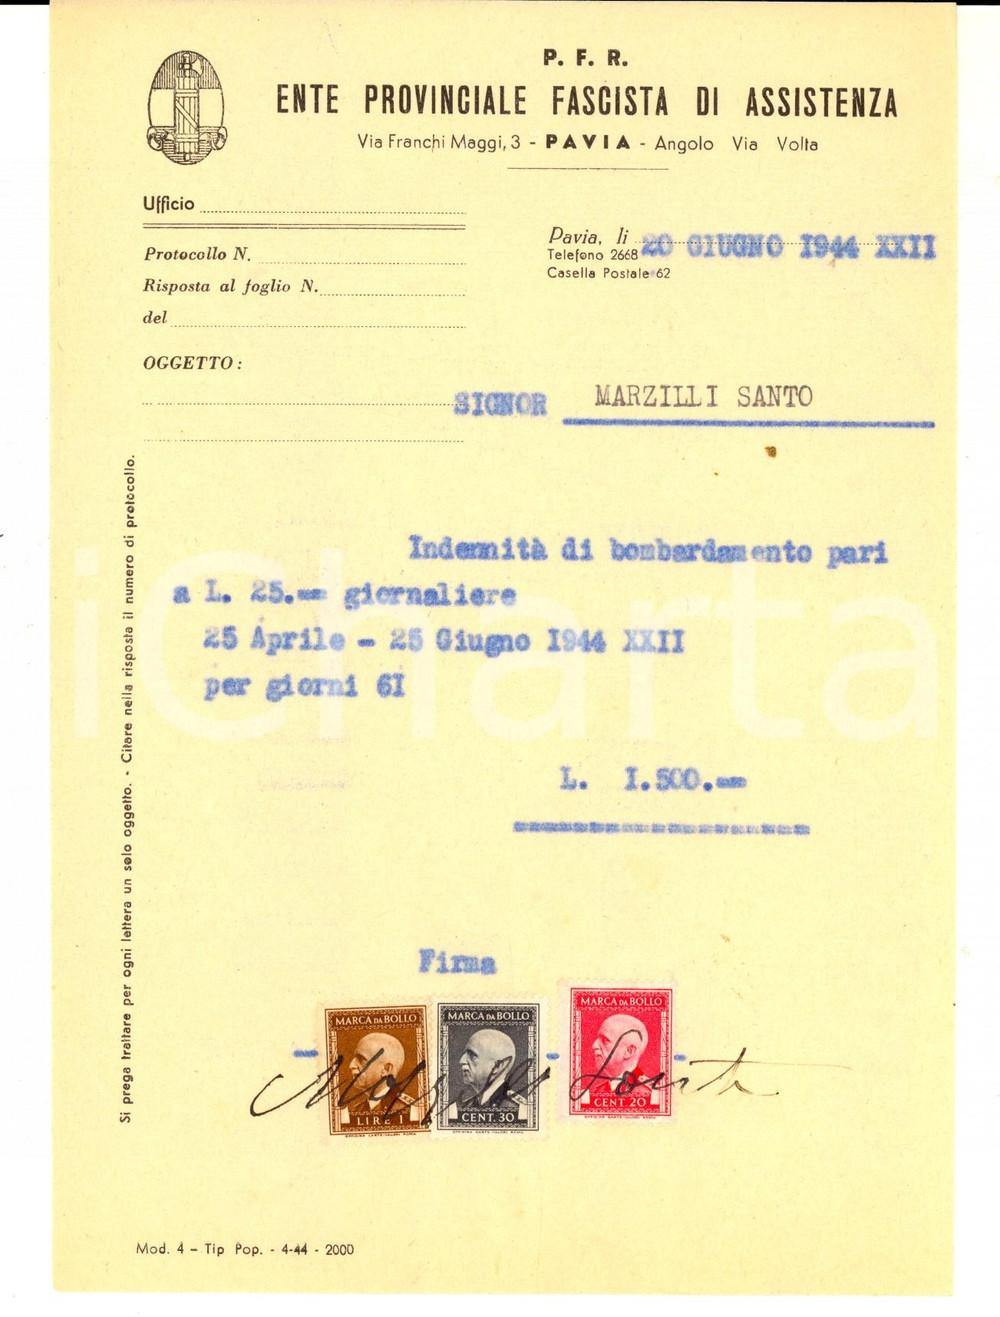 P. F. R.
ENTE PROVINCIALE FASCISTA DI ASSISTENZA
Via Franchi Maggi, 3 - PAVIA - Angolo Via Volta
Ufficio
Protocollo N.
Risposta al foglio N.
del
OGGETTO:
Pavia, li 20 GIUGNO 1944 XXII
Telefono 2668
Casella Postale 62
SIGNOR MARZILLI SANTO
Indennità di bombardamento pari
a L. 25.== giornaliere
25 Aprile - 25 Giugno I944 XXII
per giorni 6I
L. I.500.==
Firma
MARCA DA BOLLO
LIRE 1
MARCA DA BOLLO
CENT. 30
MARCA DA BOLLO
CENT. 20
Si prega trattare per ogni lettera un solo oggetto. - Citare nella risposta il numero di protocollo.
Mod. 4 - Tip Pop. - 4-44 - 2000
iCharta